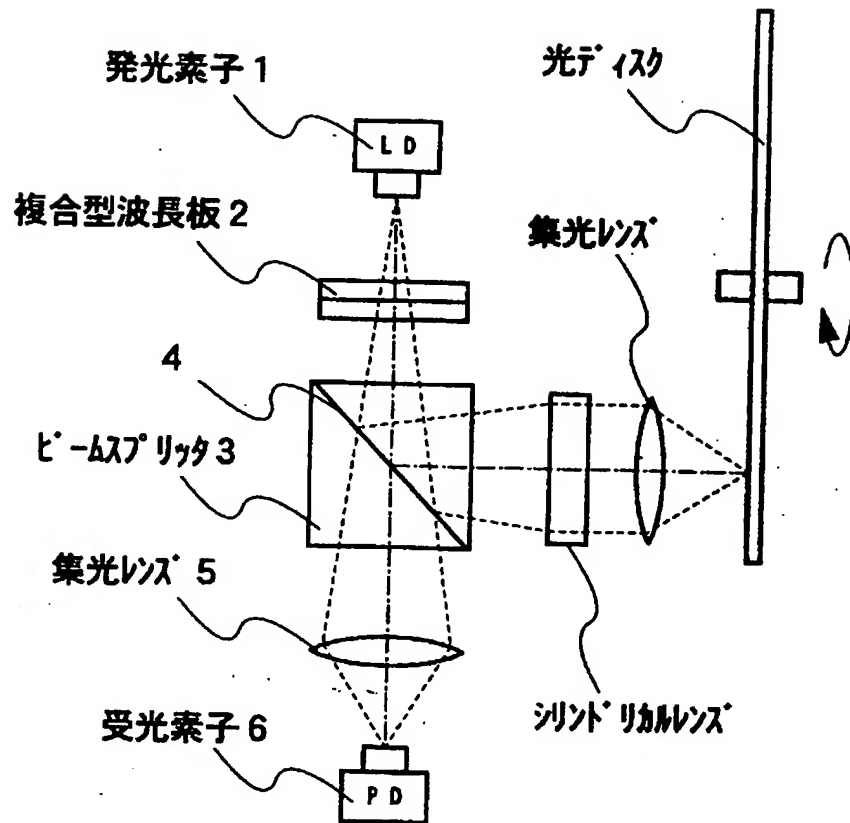 発光素子1
光ディスク
LD
複合型波長板2
集光レンズ
4
ビームスプリッタ3
集光レンズ5
シリンドリカルレンズ
受光素子6
PD